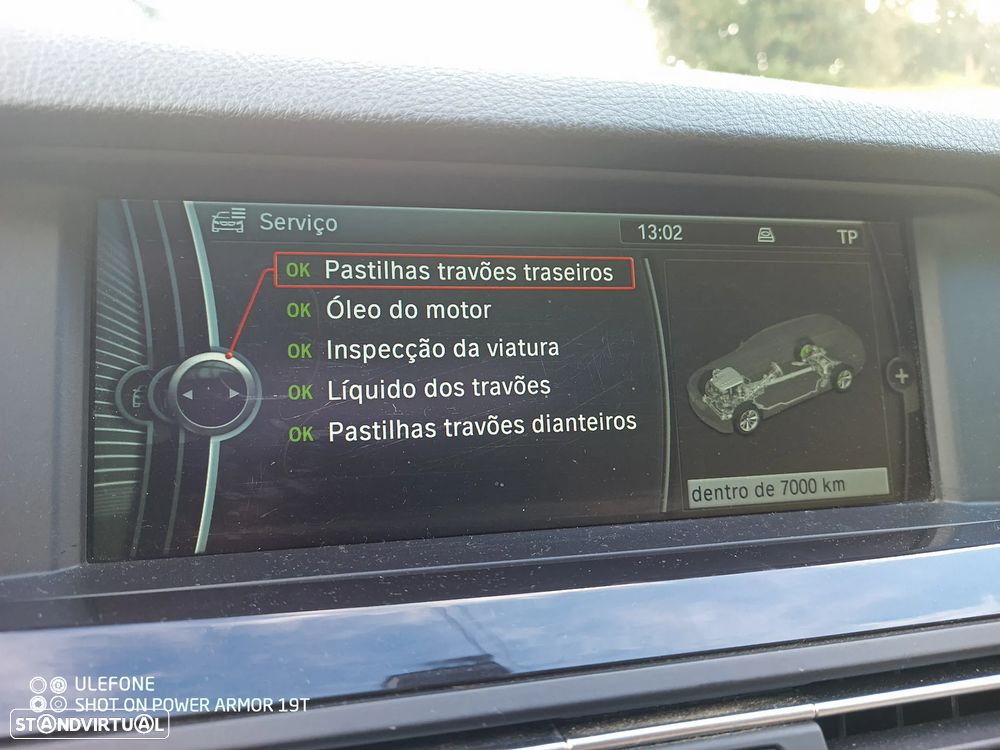 Serviço
13:02
TP
OK Pastilhas travões traseiros
OK Óleo do motor
OK Inspecção da viatura
OK Líquido dos travões
OK Pastilhas travões dianteiros
+
dentro de 7000 km
ULEFONE
SHOT ON POWER ARMOR 19T
STANDVIRTUAL